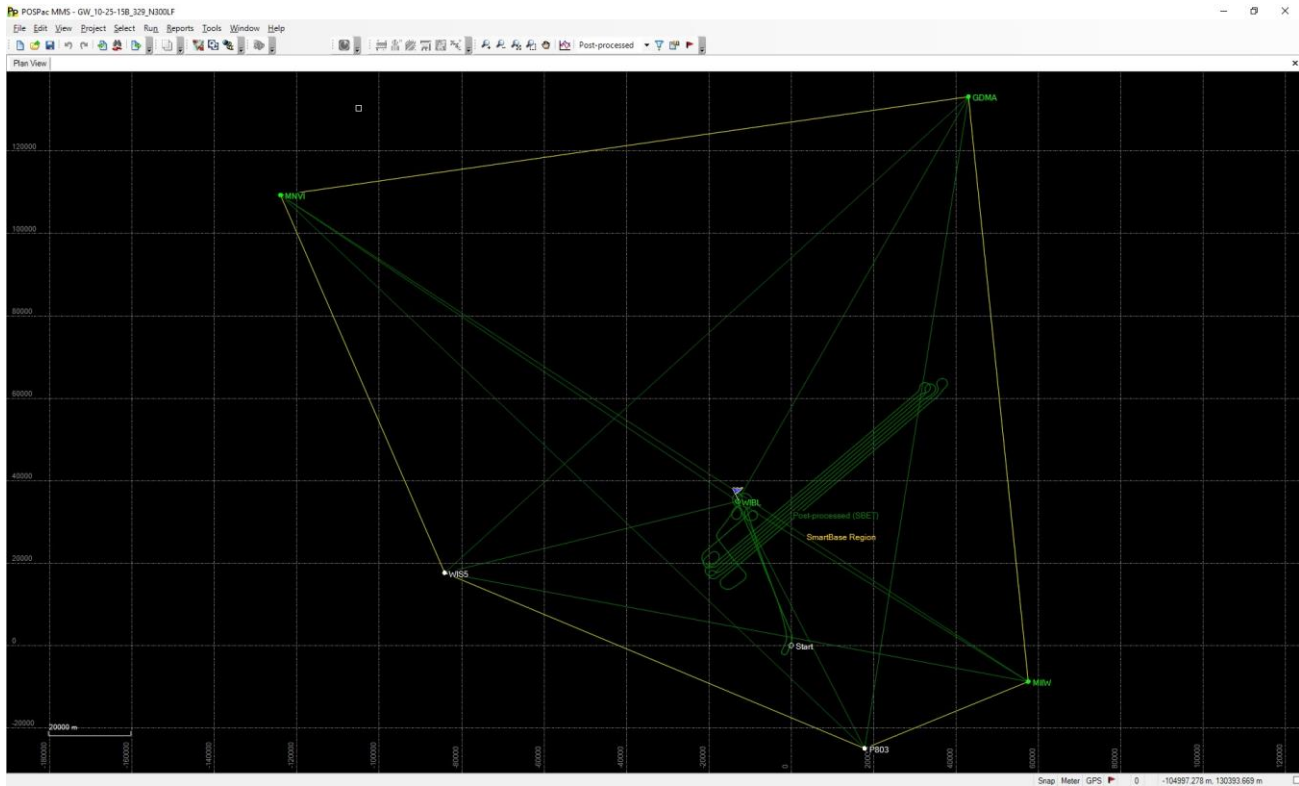 POSPac MMS - GW_10-25-15B_329_N300LF
File Edit View Project Select Run Reports Tools Window Help
Post-processed
Plan View
GDMA
120000
MNVI
100000
80000
60000
40000
WIBL
Post-processed (SBET)
SmartBase Region
20000
WIS5
0
Start
MIIW
-20000
20000 m
P803
-180000 -160000 -140000 -120000 -100000 -80000 -60000 -40000 -20000 0 20000 40000 60000 80000 100000 120000
Snap Meter GPS 0 -104997.278 m, 130393.669 m